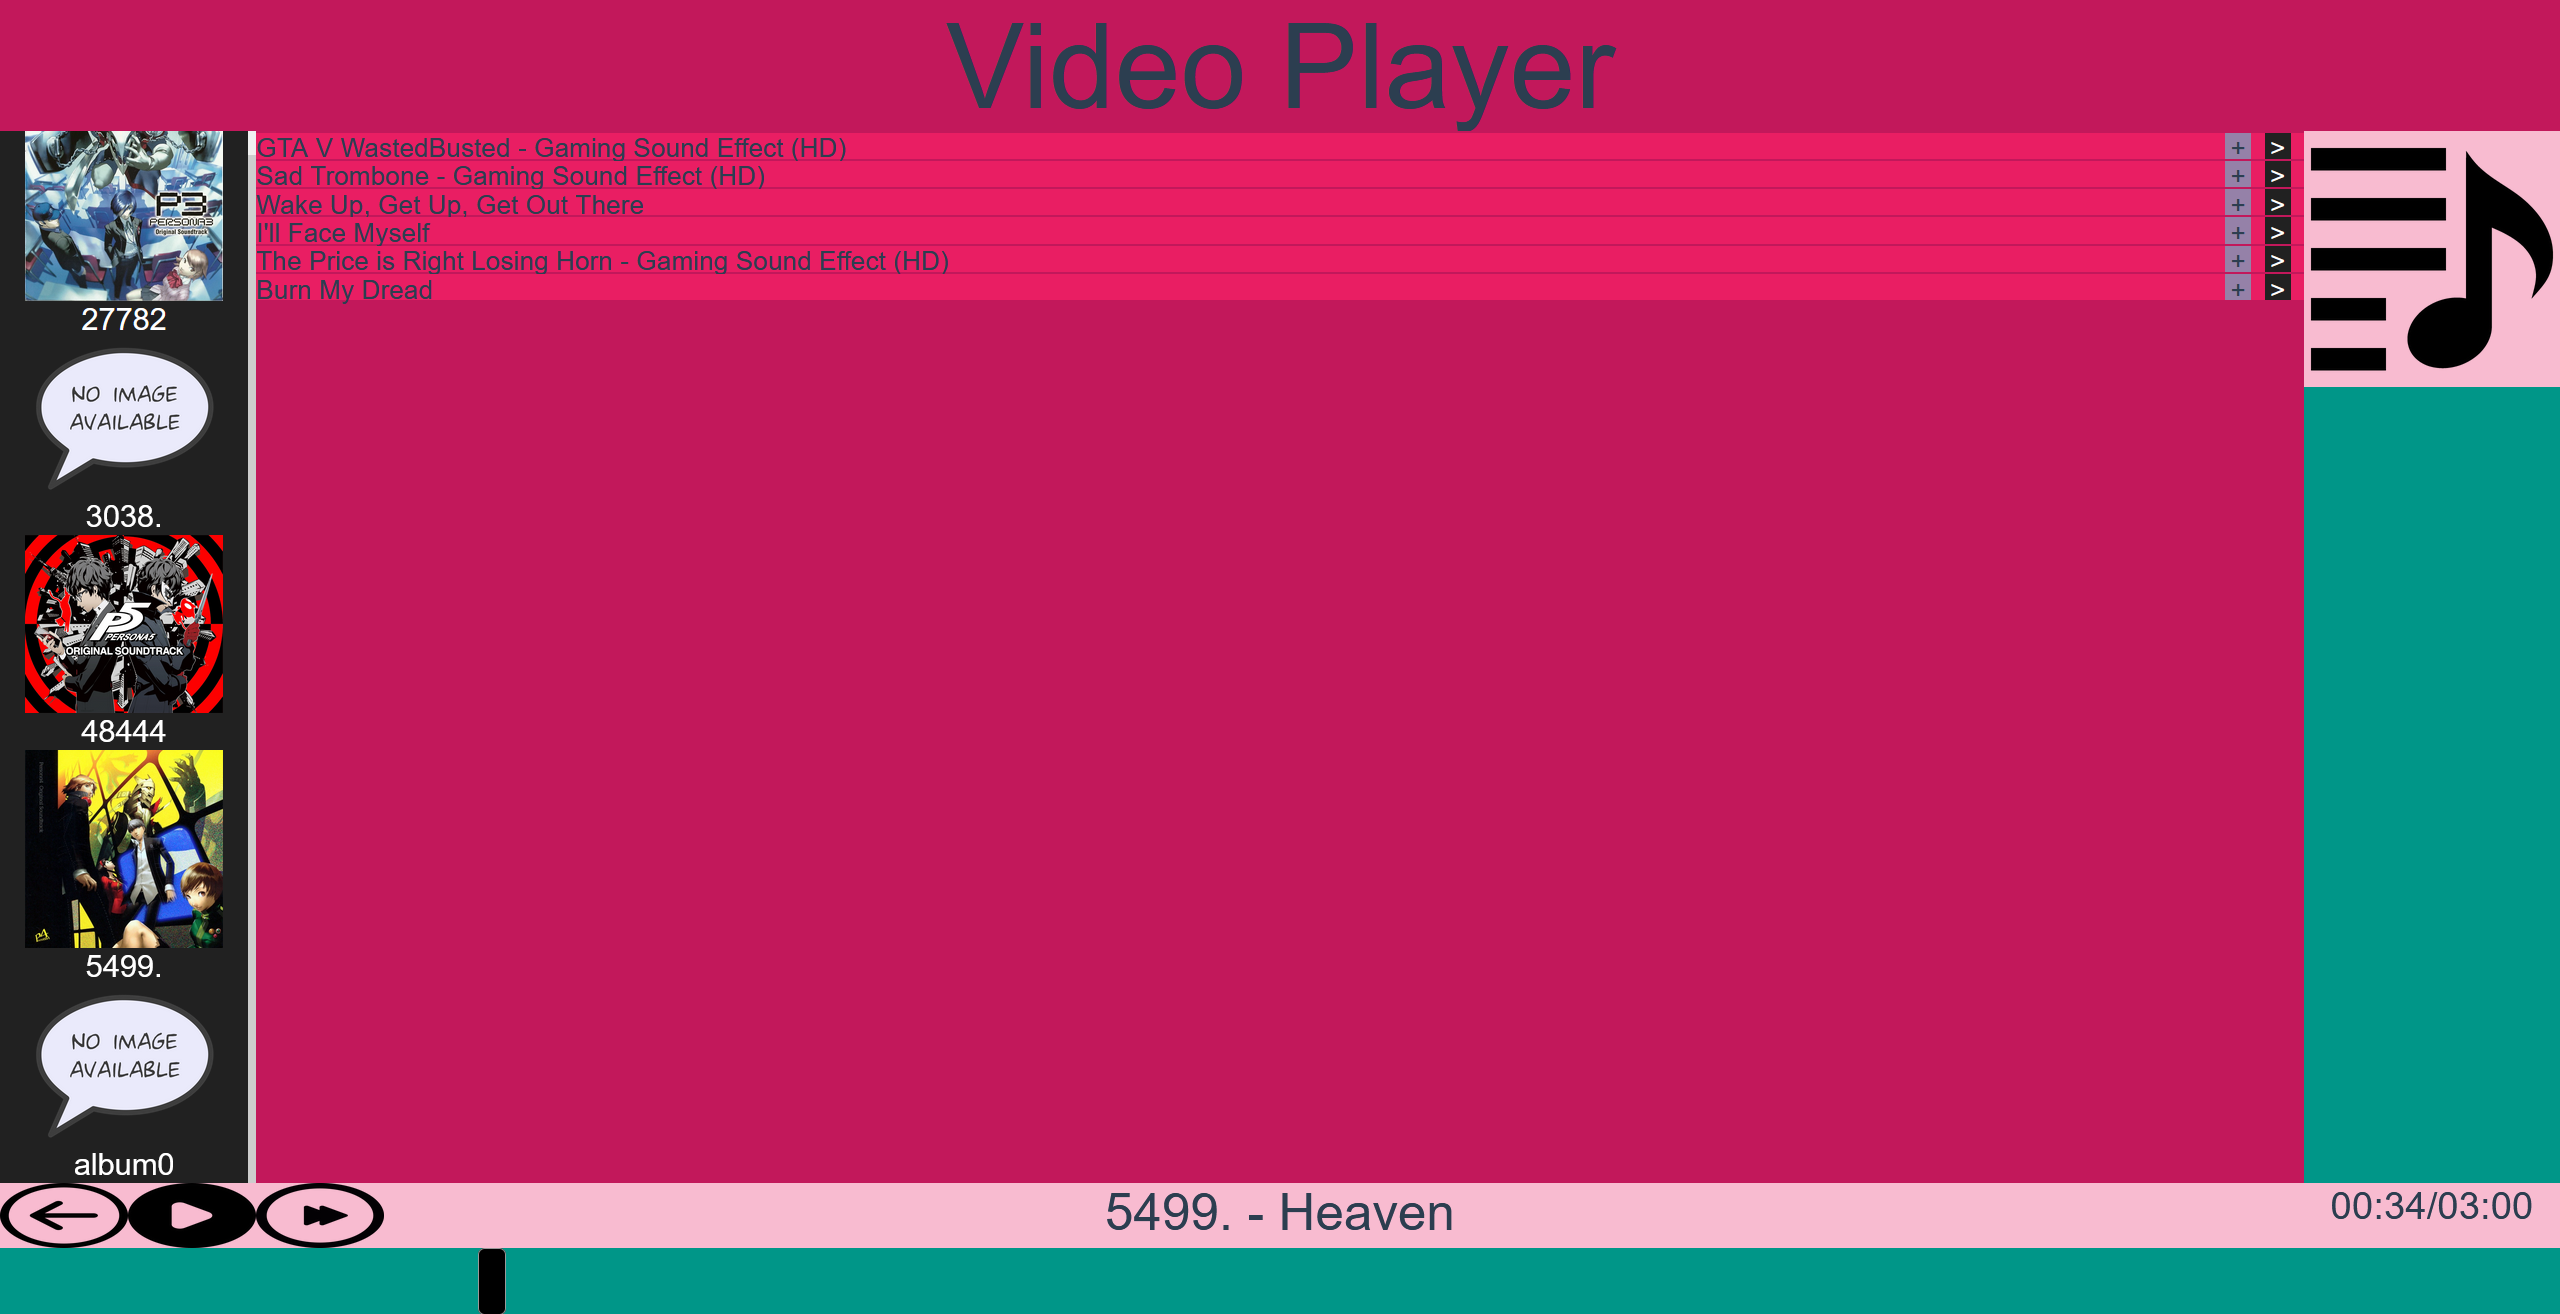 Video Player
P3
PERSONA3
Original Soundtrack
27782
NO IMAGE
AVAILABLE
3038.
P5
PERSONA5
ORIGINAL SOUNDTRACK
48444
P4
5499.
NO IMAGE
AVAILABLE
album0
GTA V WastedBusted - Gaming Sound Effect (HD) + >
Sad Trombone - Gaming Sound Effect (HD) + >
Wake Up, Get Up, Get Out There + >
I'll Face Myself + >
The Price is Right Losing Horn - Gaming Sound Effect (HD) + >
Burn My Dread + >
5499. - Heaven
00:34/03:00